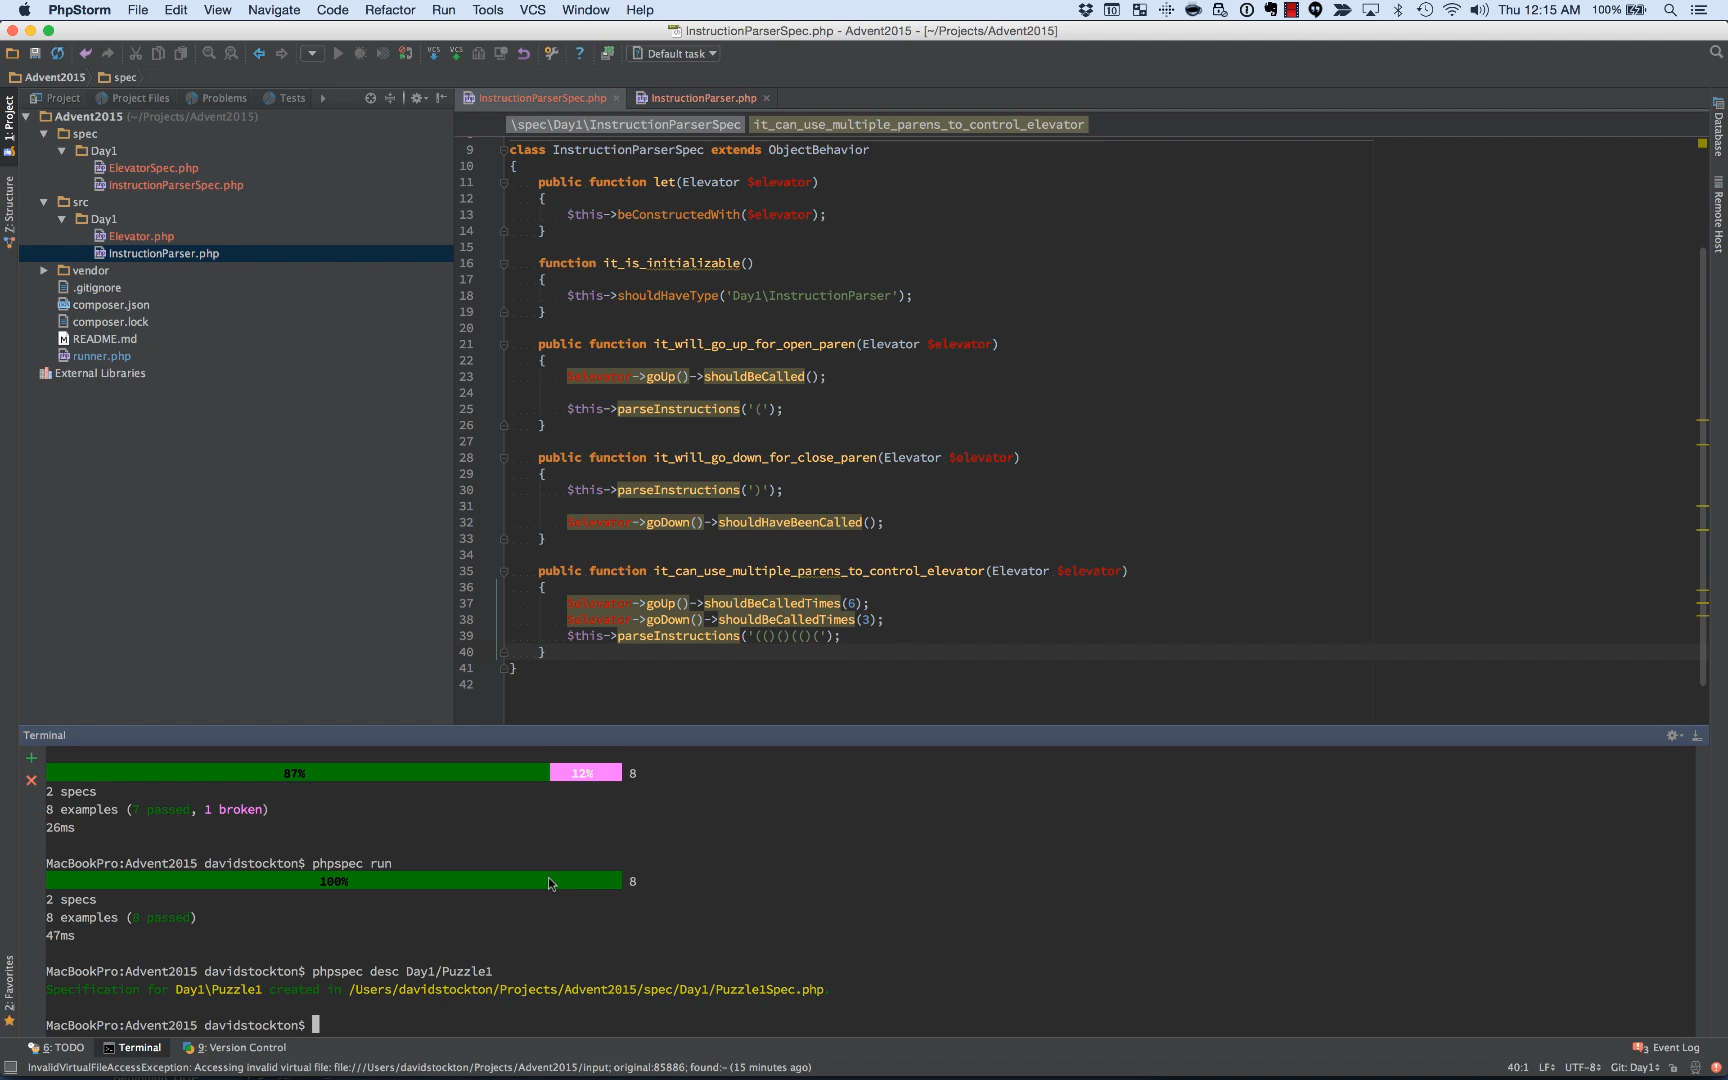 PhpStorm File Edit View Navigate Code Refactor Run Tools VCS Window Help
10
Thu 12:15 AM 100%
InstructionParserSpec.php - Advent2015 - [~/Projects/Advent2015]
VCS VCS ? Default task
Advent2015 spec
Project Project Files Problems Tests
InstructionParserSpec.php × InstructionParser.php ×
\spec\Day1\InstructionParserSpec it_can_use_multiple_parens_to_control_elevator
1: Project
Z: Structure
2: Favorites
Database
Remote Host
Advent2015 (~/Projects/Advent2015)
spec
Day1
ElevatorSpec.php
InstructionParserSpec.php
src
Day1
Elevator.php
InstructionParser.php
vendor
.gitignore
composer.json
composer.lock
README.md
runner.php
External Libraries
9 class InstructionParserSpec extends ObjectBehavior
10 {
11 public function let(Elevator $elevator)
12 {
13 $this->beConstructedWith($elevator);
14 }
15
16 function it_is_initializable()
17 {
18 $this->shouldHaveType('Day1\InstructionParser');
19 }
20
21 public function it_will_go_up_for_open_paren(Elevator $elevator)
22 {
23 $elevator->goUp()->shouldBeCalled();
24
25 $this->parseInstructions('(');
26 }
27
28 public function it_will_go_down_for_close_paren(Elevator $elevator)
29 {
30 $this->parseInstructions(')');
31
32 $elevator->goDown()->shouldHaveBeenCalled();
33 }
34
35 public function it_can_use_multiple_parens_to_control_elevator(Elevator $elevator)
36 {
37 $elevator->goUp()->shouldBeCalledTimes(6);
38 $elevator->goDown()->shouldBeCalledTimes(3);
39 $this->parseInstructions('(()()(()(');
40 }
41 }
42
Terminal
87% 12% 8
2 specs
8 examples (7 passed, 1 broken)
26ms
MacBookPro:Advent2015 davidstockton$ phpspec run
100% 8
2 specs
8 examples (8 passed)
47ms
MacBookPro:Advent2015 davidstockton$ phpspec desc Day1/Puzzle1
Specification for Day1\Puzzle1 created in /Users/davidstockton/Projects/Advent2015/spec/Day1/Puzzle1Spec.php.
MacBookPro:Advent2015 davidstockton$
6: TODO Terminal 9: Version Control
3 Event Log
InvalidVirtualFileAccessException: Accessing invalid virtual file: file:///Users/davidstockton/Projects/Advent2015/input; original:85886; found:- (15 minutes ago)
40:1 LF UTF-8 Git: Day1